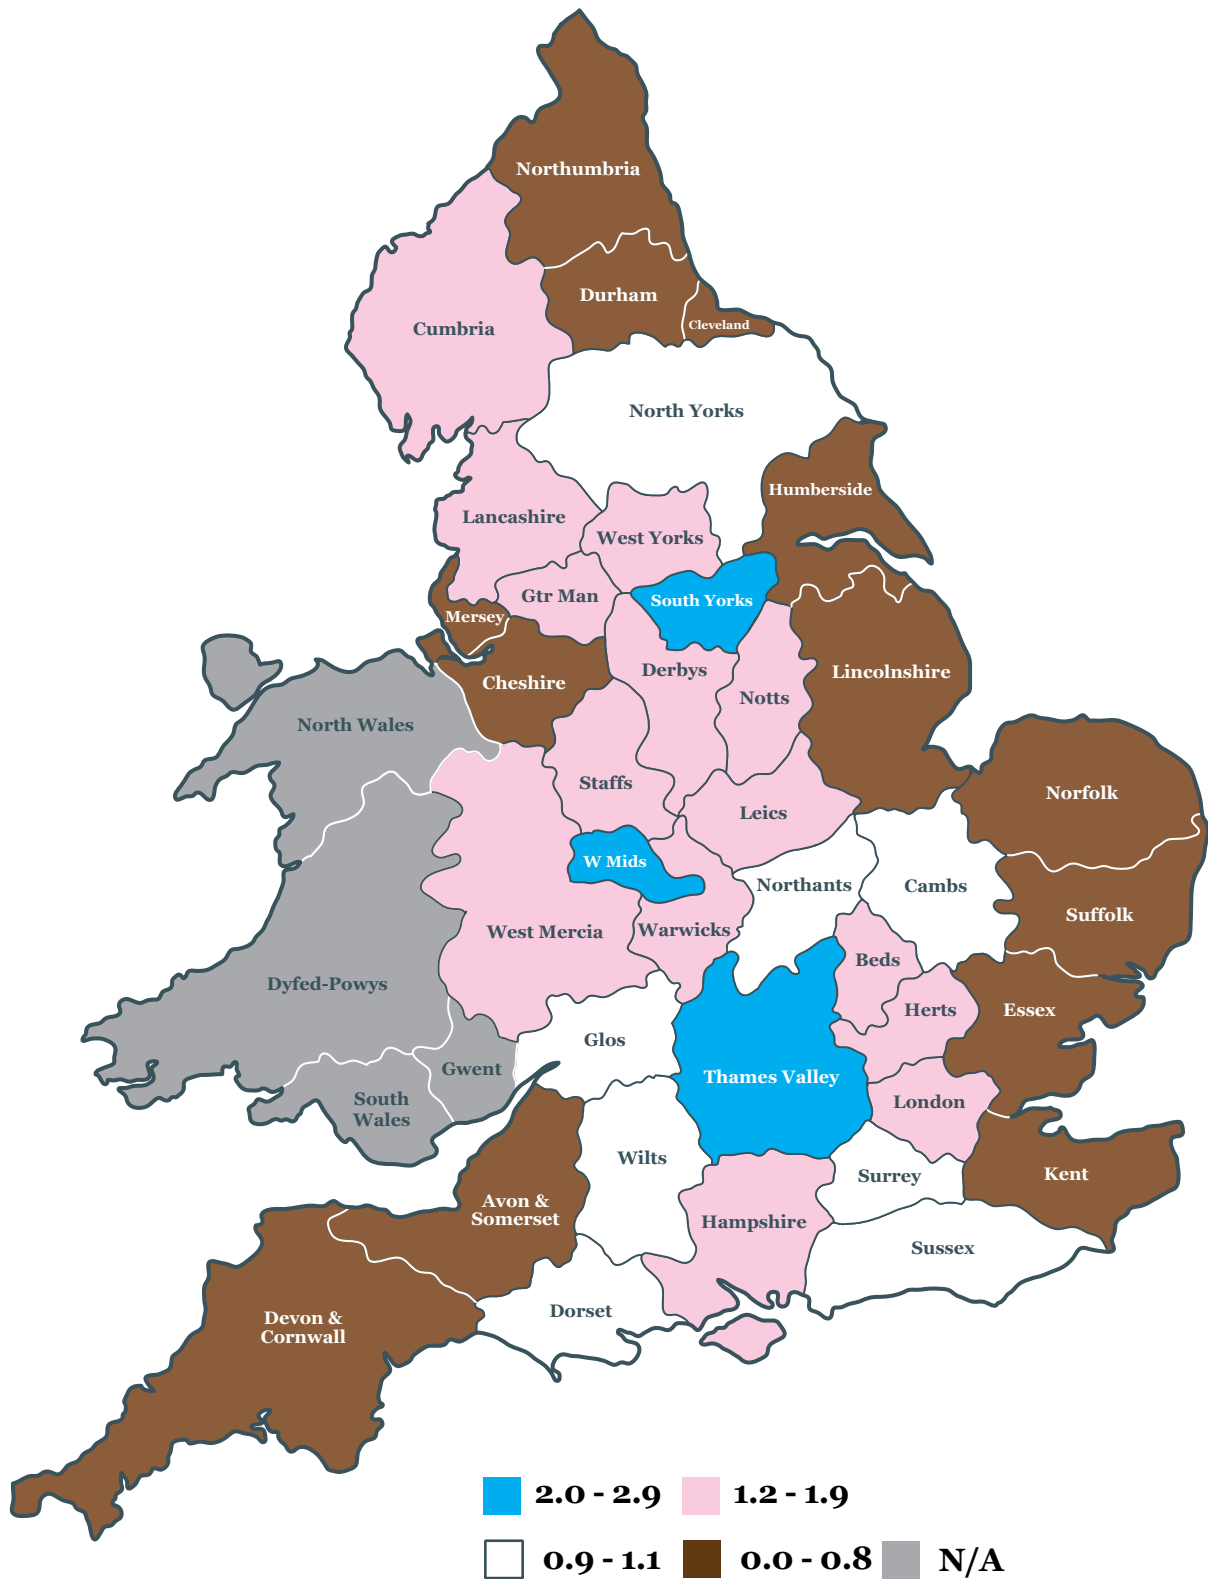 Northumbria
Durham
Cleveland
Cumbria
North Yorks
Humberside
Lancashire
West Yorks
Gtr Man
South Yorks
Mersey
Cheshire
Derbys
Notts
Lincolnshire
North Wales
Staffs
Leics
Norfolk
W Mids
Northants
Cambs
Suffolk
West Mercia
Warwicks
Beds
Dyfed-Powys
Herts
Essex
Glos
Gwent
Thames Valley
South
Wales
London
Wilts
Surrey
Kent
Avon &
Somerset
Hampshire
Sussex
Dorset
Devon &
Cornwall
2.0 - 2.9
1.2 - 1.9
0.9 - 1.1
0.0 - 0.8
N/A